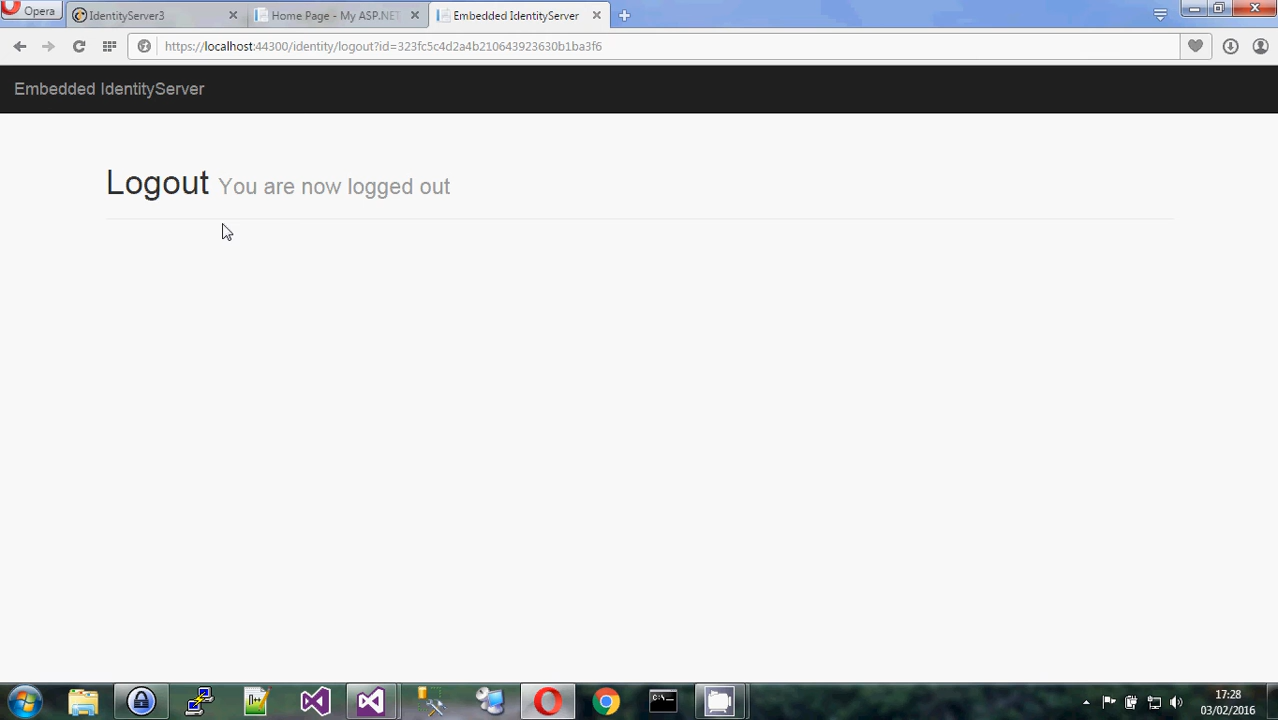 Opera
IdentityServer3
Home Page - My ASP.NET
Embedded IdentityServer
https://localhost:44300/identity/logout?id=323fc5c4d2a4b210643923630b1ba3f6
Embedded IdentityServer
Logout You are now logged out
17:28
03/02/2016